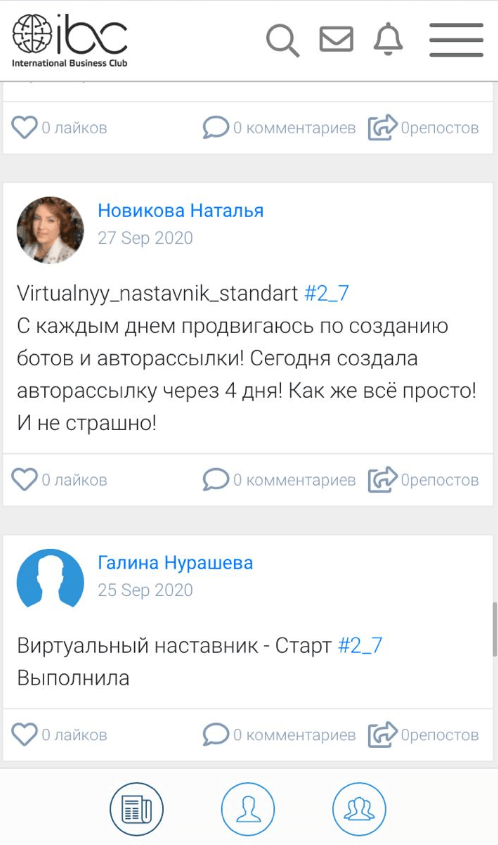 ibc
International Business Club
0 лайков
0 комментариев
0репостов
Новикова Наталья
27 Sep 2020
Virtualnyy_nastavnik_standart #2_7
С каждым днем продвигаюсь по созданию
ботов и авторассылки! Сегодня создала
авторассылку через 4 дня! Как же всё просто!
И не страшно!
0 лайков
0 комментариев
0репостов
Галина Нурашева
25 Sep 2020
Виртуальный наставник - Старт #2_7
Выполнила
0 лайков
0 комментариев
0репостов